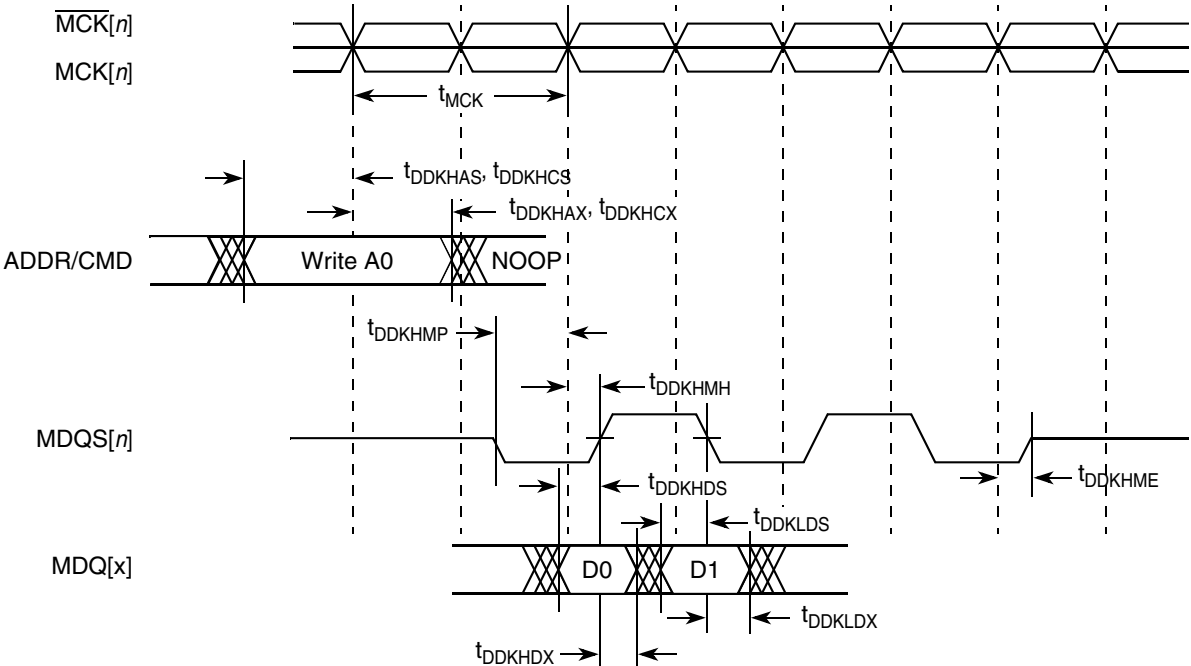 MCK[n]
MCK[n]
tMCK
tDDKHAS, tDDKHCS
tDDKHAX, tDDKHCX
ADDR/CMD
Write A0
NOOP
tDDKHMP
tDDKHMH
MDQS[n]
tDDKHME
tDDKHDS
tDDKLDS
MDQ[x]
D0
D1
tDDKLDX
tDDKHDX